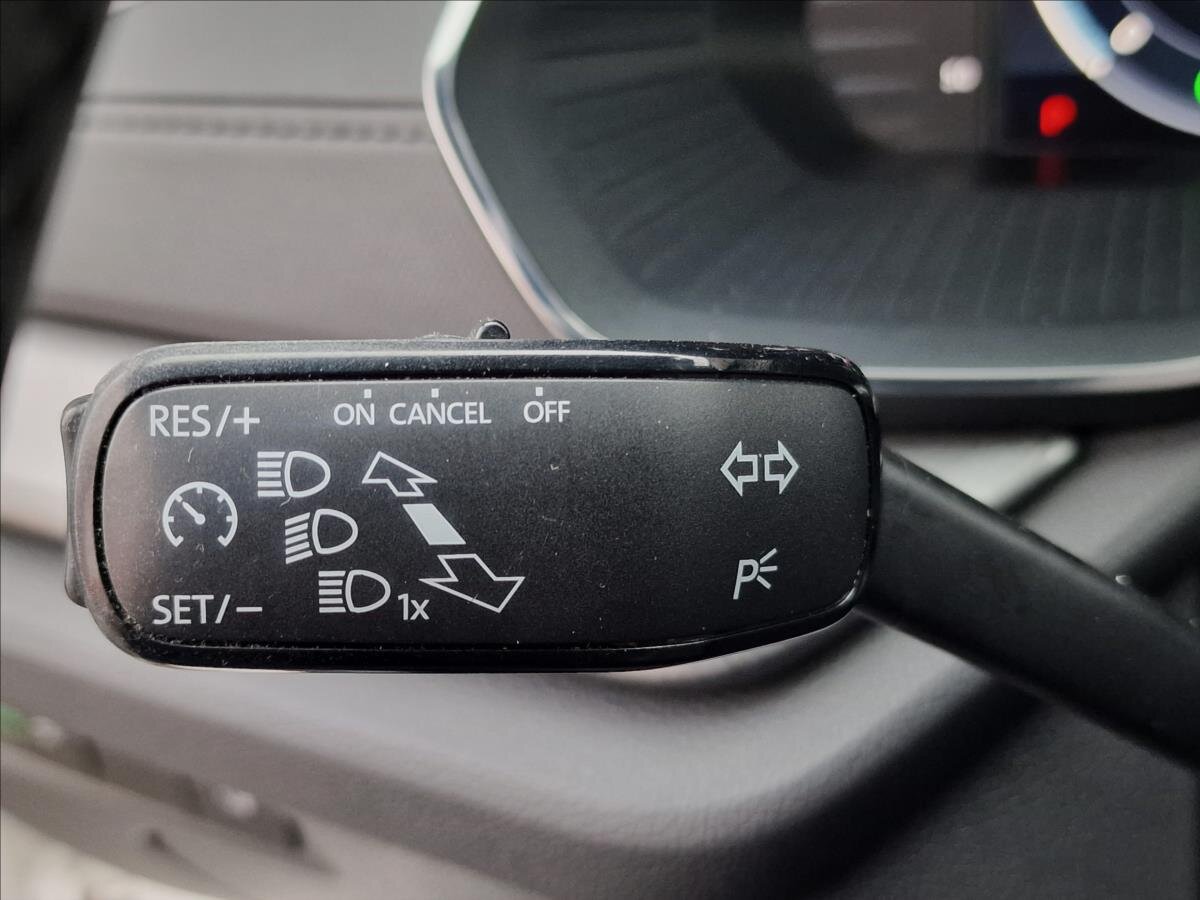 RES/+
ON CANCEL OFF
SET/−
1x
P